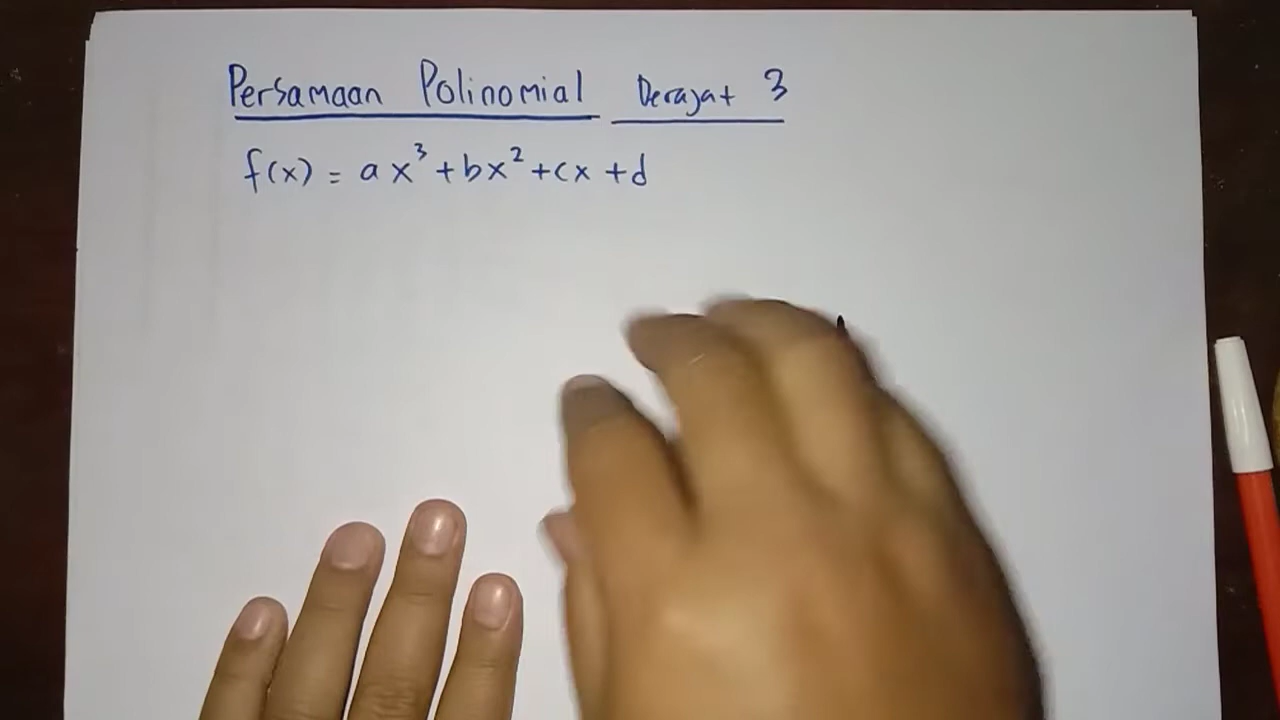 Persamaan Polinomial Derajat 3
f(x) = ax³ + bx² + cx + d